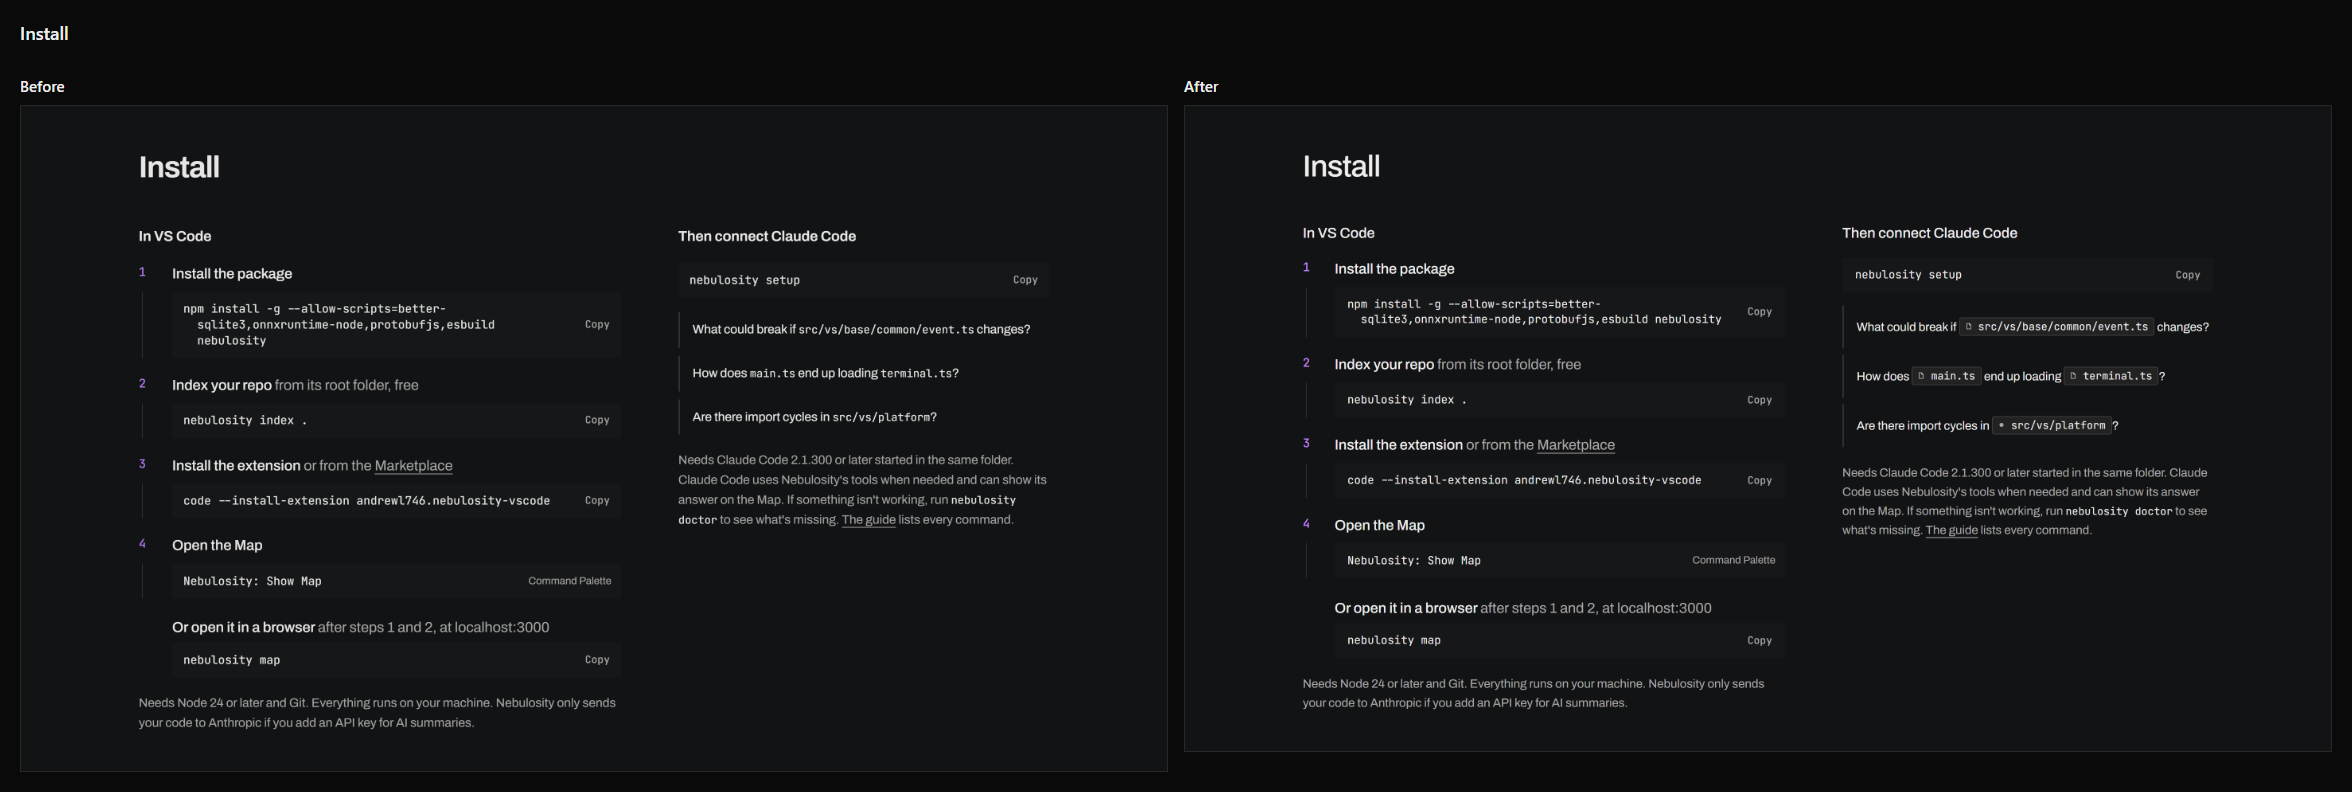 Install
Before
Install
In VS Code
1 Install the package
npm install -g --allow-scripts=better-
sqlite3,onnxruntime-node,protobufjs,esbuild
nebulosity
Copy
2 Index your repo from its root folder, free
nebulosity index . Copy
3 Install the extension or from the Marketplace
code --install-extension andrewl746.nebulosity-vscode Copy
4 Open the Map
Nebulosity: Show Map Command Palette
Or open it in a browser after steps 1 and 2, at localhost:3000
nebulosity map Copy
Needs Node 24 or later and Git. Everything runs on your machine. Nebulosity only sends
your code to Anthropic if you add an API key for AI summaries.
Then connect Claude Code
nebulosity setup Copy
What could break if src/vs/base/common/event.ts changes?
How does main.ts end up loading terminal.ts?
Are there import cycles in src/vs/platform?
Needs Claude Code 2.1.300 or later started in the same folder.
Claude Code uses Nebulosity's tools when needed and can show its
answer on the Map. If something isn't working, run nebulosity
doctor to see what's missing. The guide lists every command.
After
Install
In VS Code
1 Install the package
npm install -g --allow-scripts=better-
sqlite3,onnxruntime-node,protobufjs,esbuild nebulosity
Copy
2 Index your repo from its root folder, free
nebulosity index . Copy
3 Install the extension or from the Marketplace
code --install-extension andrewl746.nebulosity-vscode Copy
4 Open the Map
Nebulosity: Show Map Command Palette
Or open it in a browser after steps 1 and 2, at localhost:3000
nebulosity map Copy
Needs Node 24 or later and Git. Everything runs on your machine. Nebulosity only sends
your code to Anthropic if you add an API key for AI summaries.
Then connect Claude Code
nebulosity setup Copy
What could break if src/vs/base/common/event.ts changes?
How does main.ts end up loading terminal.ts ?
Are there import cycles in src/vs/platform ?
Needs Claude Code 2.1.300 or later started in the same folder. Claude
Code uses Nebulosity's tools when needed and can show its answer
on the Map. If something isn't working, run nebulosity doctor to see
what's missing. The guide lists every command.